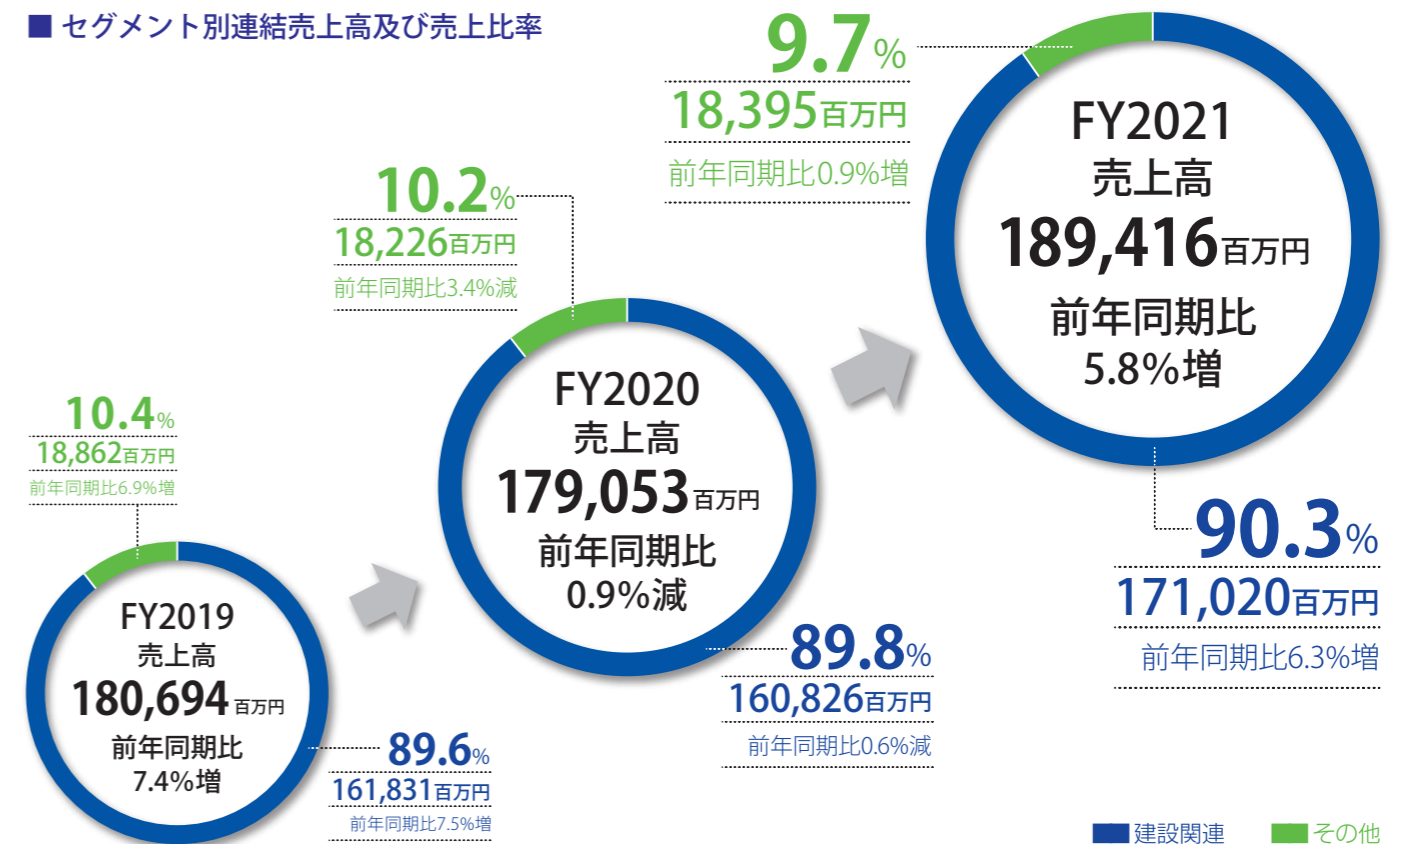 ■ セグメント別連結売上高及び売上比率
10.4%
18,862百万円
前年同期比6.9%増
FY2019
売上高
180,694百万円
前年同期比
7.4%増
89.6%
161,831百万円
前年同期比7.5%増
10.2%
18,226百万円
前年同期比3.4%減
FY2020
売上高
179,053百万円
前年同期比
0.9%減
89.8%
160,826百万円
前年同期比0.6%減
9.7%
18,395百万円
前年同期比0.9%増
FY2021
売上高
189,416百万円
前年同期比
5.8%増
90.3%
171,020百万円
前年同期比6.3%増
建設関連
その他